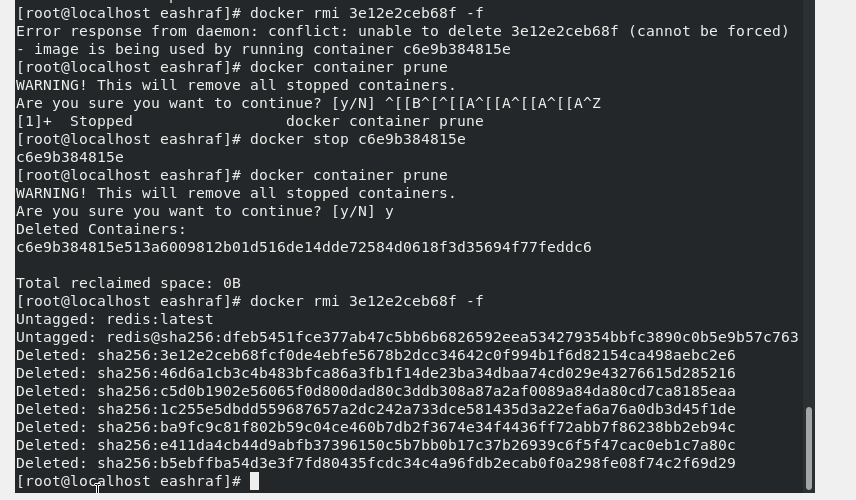 [root@localhost eashraf]# docker rmi 3e12e2ceb68f -f
Error response from daemon: conflict: unable to delete 3e12e2ceb68f (cannot be forced)
- image is being used by running container c6e9b384815e
[root@localhost eashraf]# docker container prune
WARNING! This will remove all stopped containers.
Are you sure you want to continue? [y/N] ^[[B^[^[[A^[[A^[[A^[[A^Z
[1]+  Stopped                 docker container prune
[root@localhost eashraf]# docker stop c6e9b384815e
c6e9b384815e
[root@localhost eashraf]# docker container prune
WARNING! This will remove all stopped containers.
Are you sure you want to continue? [y/N] y
Deleted Containers:
c6e9b384815e513a6009812b01d516de14dde72584d0618f3d35694f77feddc6
Total reclaimed space: 0B
[root@localhost eashraf]# docker rmi 3e12e2ceb68f -f
Untagged: redis:latest
Untagged: redis@sha256:dfeb5451fce377ab47c5bb6b6826592eea534279354bbfc3890c0b5e9b57c763
Deleted: sha256:3e12e2ceb68fcf0de4ebfe5678b2dcc34642c0f994b1f6d82154ca498aebc2e6
Deleted: sha256:46d6a1cb3c4b483bfca86a3fb1f14de23ba34dbaa74cd029e43276615d285216
Deleted: sha256:c5d0b1902e56065f0d800dad80c3ddb308a87a2af0089a84da80cd7ca8185eaa
Deleted: sha256:1c255e5dbdd559687657a2dc242a733dce581435d3a22efa6a76a0db3d45f1de
Deleted: sha256:ba9fc9c81f802b59c04ce460b7db2f3674e34f4436ff72abb7f86238bb2eb94c
Deleted: sha256:e411da4cb44d9abfb37396150c5b7bb0b17c37b26939c6f5f47cac0eb1c7a80c
Deleted: sha256:b5ebffba54d3e3f7fd80435fcdc34c4a96fdb2ecab0f0a298fe08f74c2f69d29
[root@localhost eashraf]#